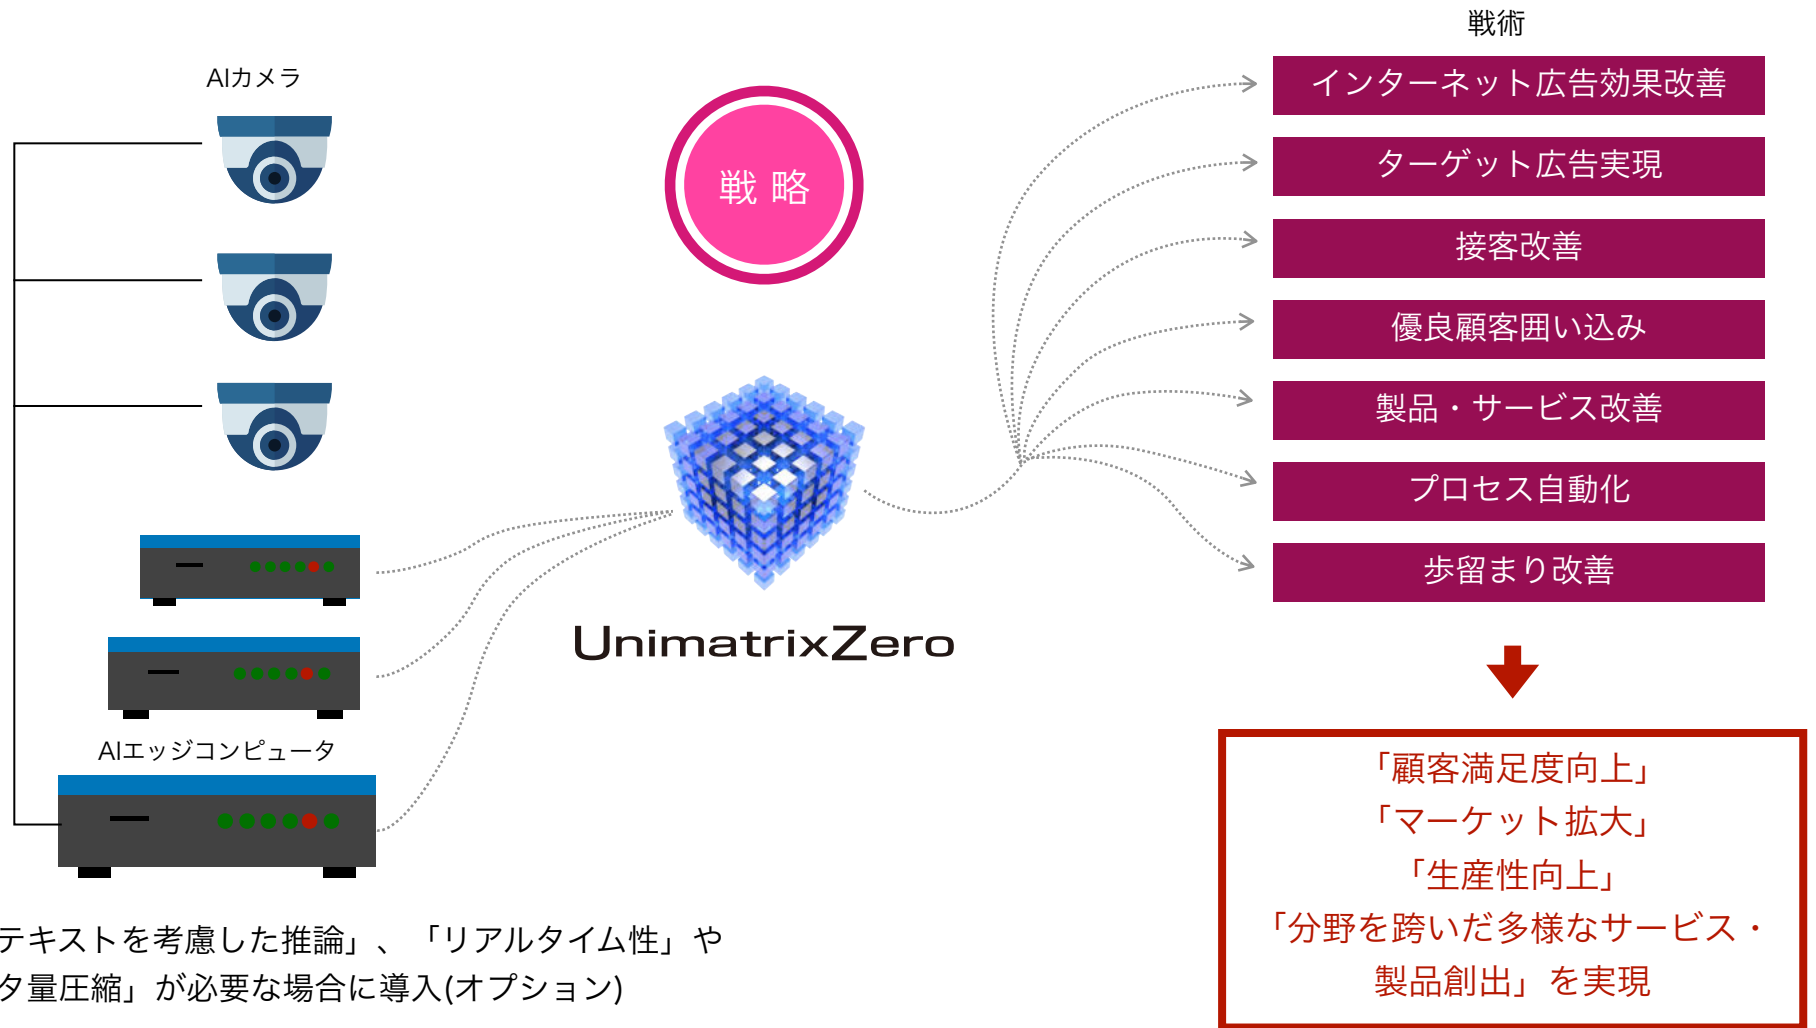 AIカメラ
AIエッジコンピュータ
テキストを考慮した推論」、「リアルタイム性」や
タ量圧縮」が必要な場合に導入(オプション)
戦略
UnimatrixZero
戦術
インターネット広告効果改善
ターゲット広告実現
接客改善
優良顧客囲い込み
製品・サービス改善
プロセス自動化
歩留まり改善
「顧客満足度向上」
「マーケット拡大」
「生産性向上」
「分野を跨いだ多様なサービス・
製品創出」を実現